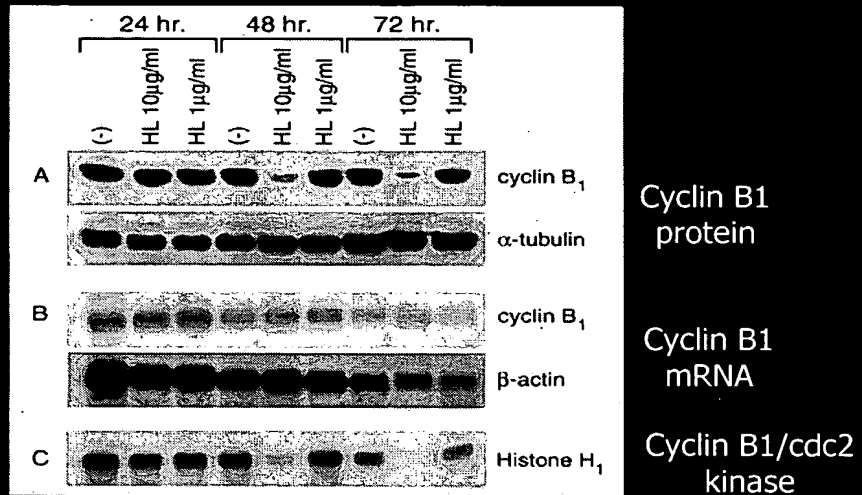 24 hr. 48 hr. 72 hr.
(-) HL 10µg/ml HL 1µg/ml (-) HL 10µg/ml HL 1µg/ml (-) HL 10µg/ml HL 1µg/ml
A cyclin B₁
α-tubulin
Cyclin B1
protein
B cyclin B₁
β-actin
Cyclin B1
mRNA
C Histone H₁
Cyclin B1/cdc2
kinase